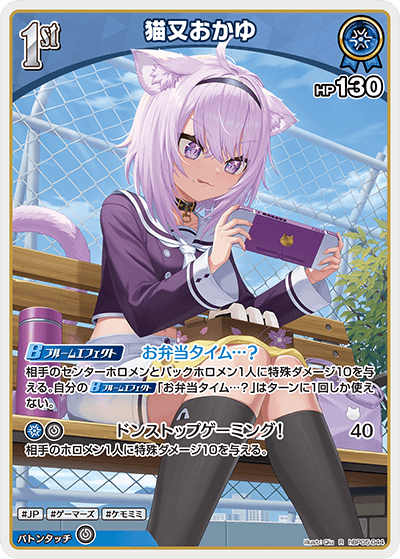 1st
猫又おかゆ
HP130
Bブルームエフェクト お弁当タイム…?
相手のセンターホロメンとバックホロメン1人に特殊ダメージ10を与
える。自分のBブルームエフェクト「お弁当タイム…?」はターンに1回しか使え
ない。
ドンストップゲーミング! 40
相手のホロメン1人に特殊ダメージ10を与える。
#JP #ゲーマーズ #ケモミミ
バトンタッチ
illust: Qiu R hBP05-044